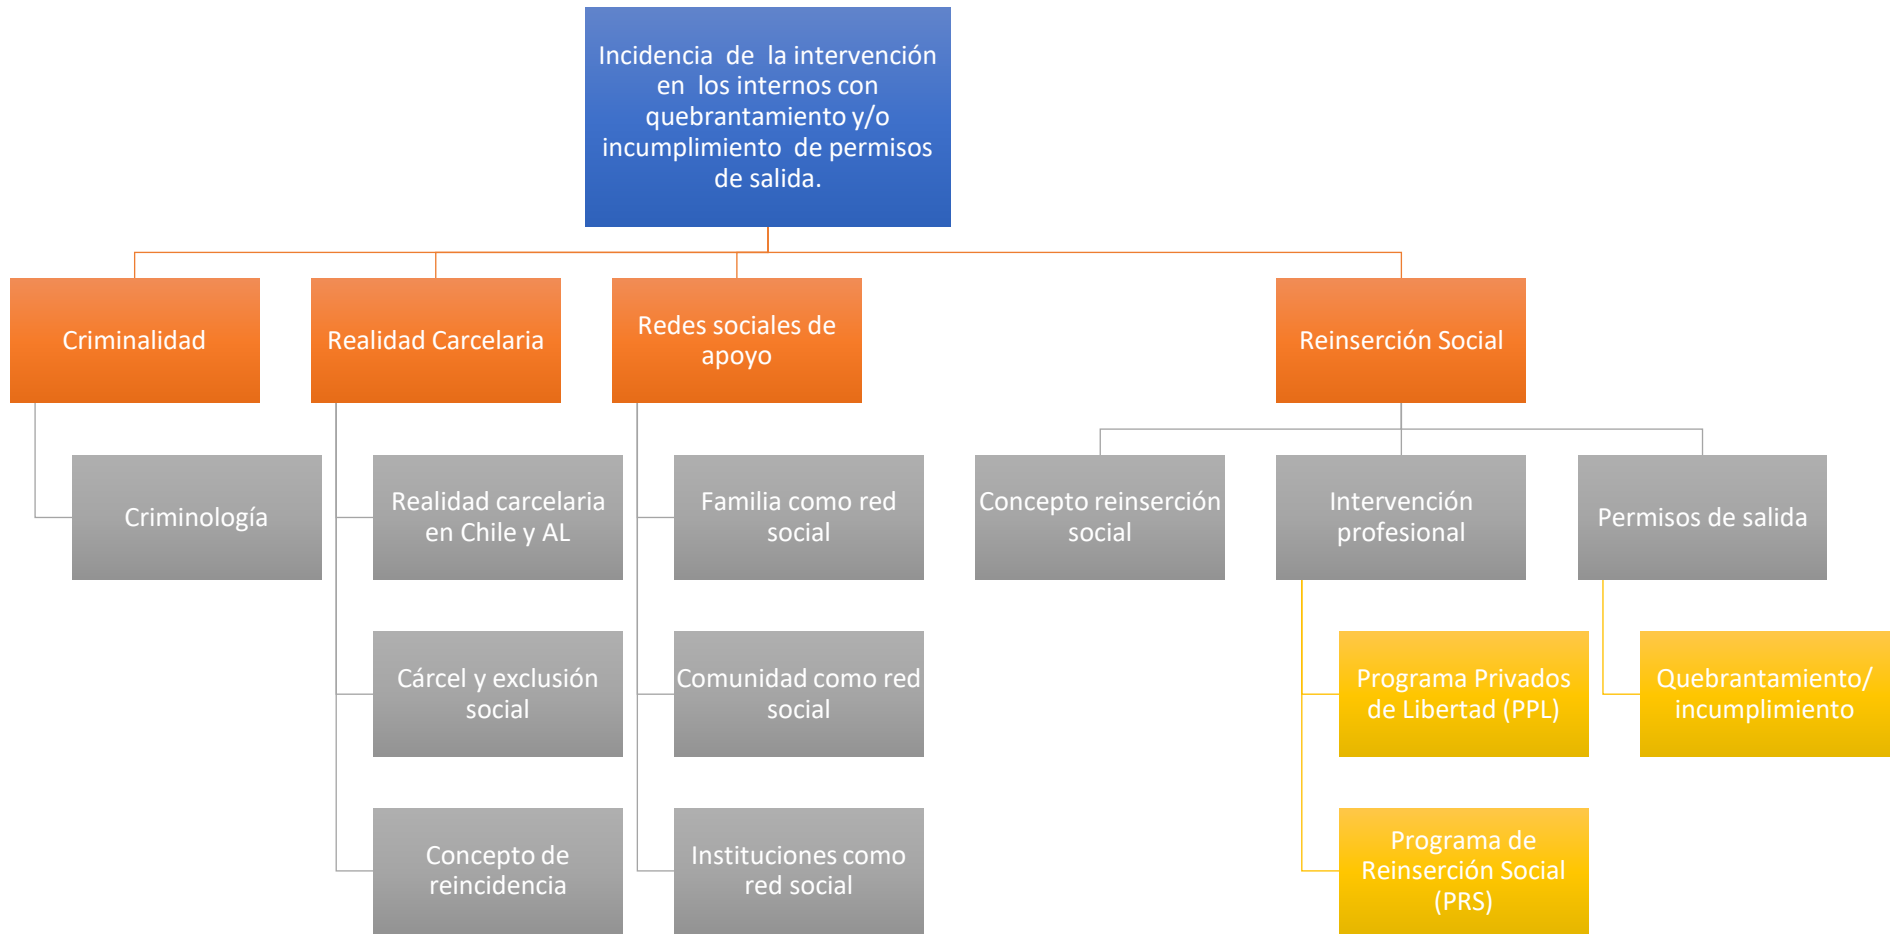 Incidencia de la intervención
en los internos con
quebrantamiento y/o
incumplimiento de permisos
de salida.
Criminalidad
Realidad Carcelaria
Redes sociales de
apoyo
Reinserción Social
Criminología
Realidad carcelaria
en Chile y AL
Familia como red
social
Concepto reinserción
social
Intervención
profesional
Permisos de salida
Cárcel y exclusión
social
Comunidad como red
social
Programa Privados
de Libertad (PPL)
Quebrantamiento/
incumplimiento
Concepto de
reincidencia
Instituciones como
red social
Programa de
Reinserción Social
(PRS)